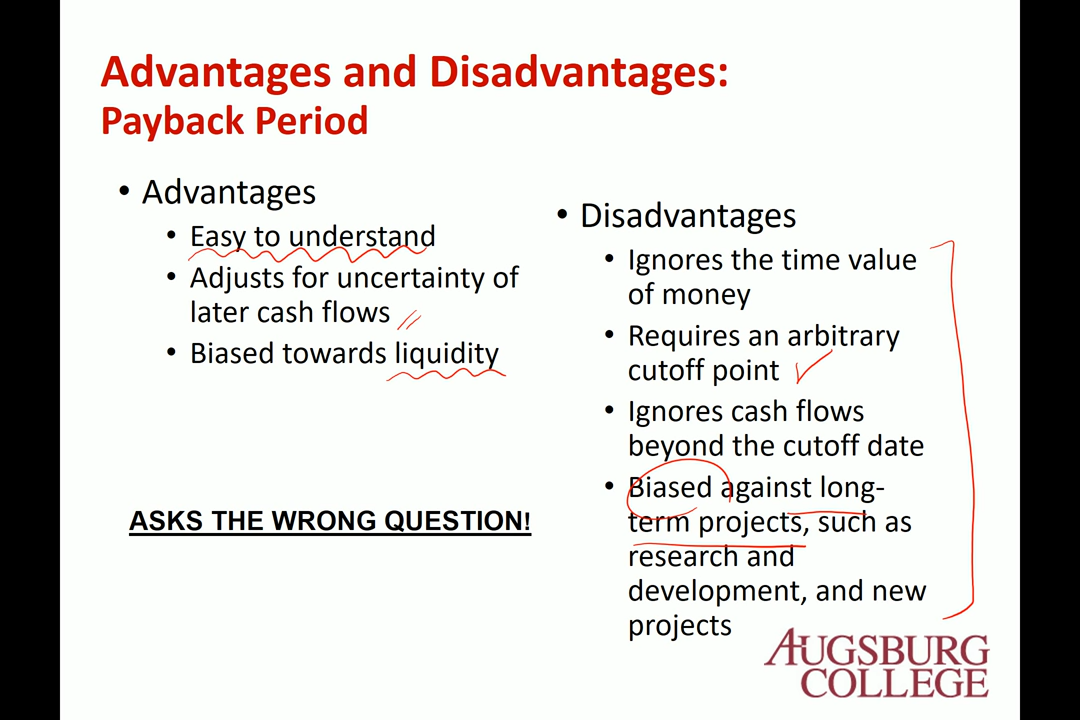 Advantages and Disadvantages:
Payback Period
• Advantages
• Easy to understand
• Adjusts for uncertainty of
later cash flows
• Biased towards liquidity
ASKS THE WRONG QUESTION!
• Disadvantages
• Ignores the time value
of money
• Requires an arbitrary
cutoff point
• Ignores cash flows
beyond the cutoff date
• Biased against long-
term projects, such as
research and
development, and new
projects
AUGSBURG
COLLEGE